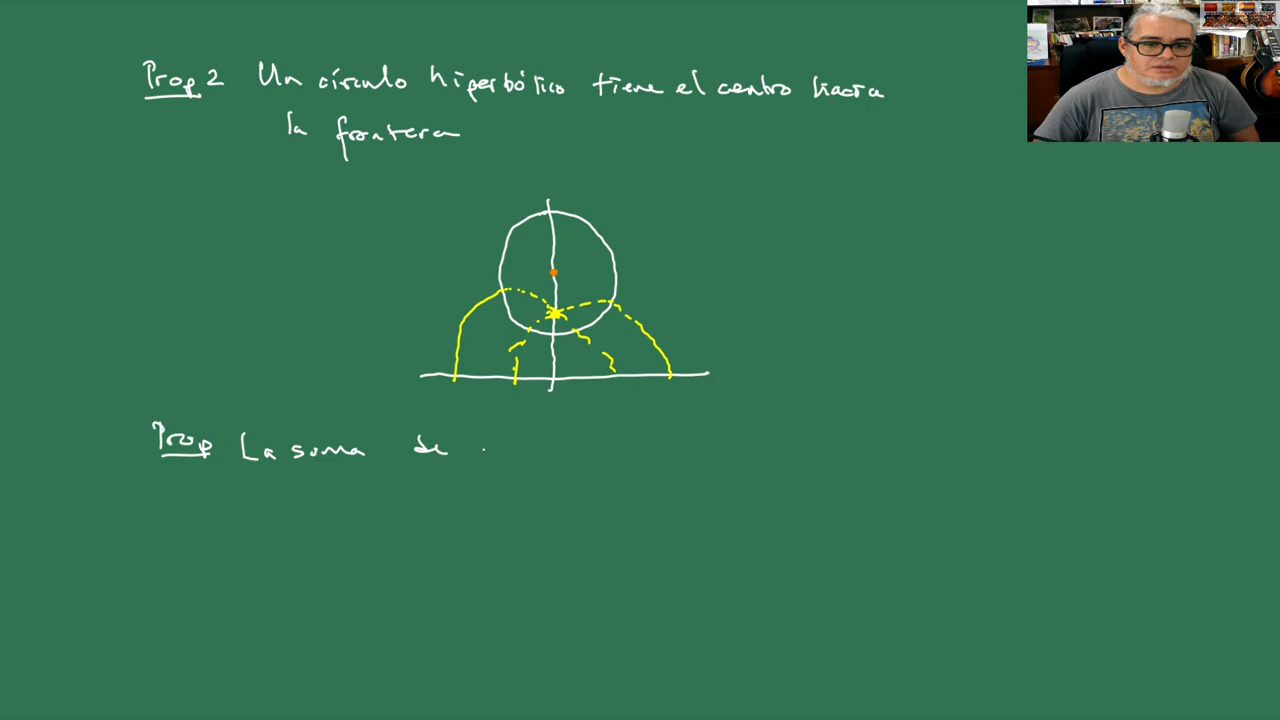 Prop 2 Un círculo hiperbólico tiene el centro hacia
la frontera
Prop La suma de